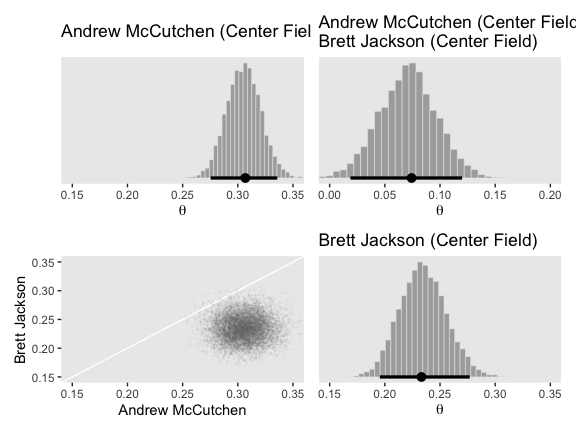 Andrew McCutchen (Center Fiel
Andrew McCutchen (Center Field
Brett Jackson (Center Field)
0.15 0.20 0.25 0.30 0.35
θ
0.00 0.05 0.10 0.15 0.20
θ
Brett Jackson (Center Field)
0.35
0.30
0.25
0.20
0.15
Brett Jackson
0.15 0.20 0.25 0.30 0.35
Andrew McCutchen
0.15 0.20 0.25 0.30 0.35
θ